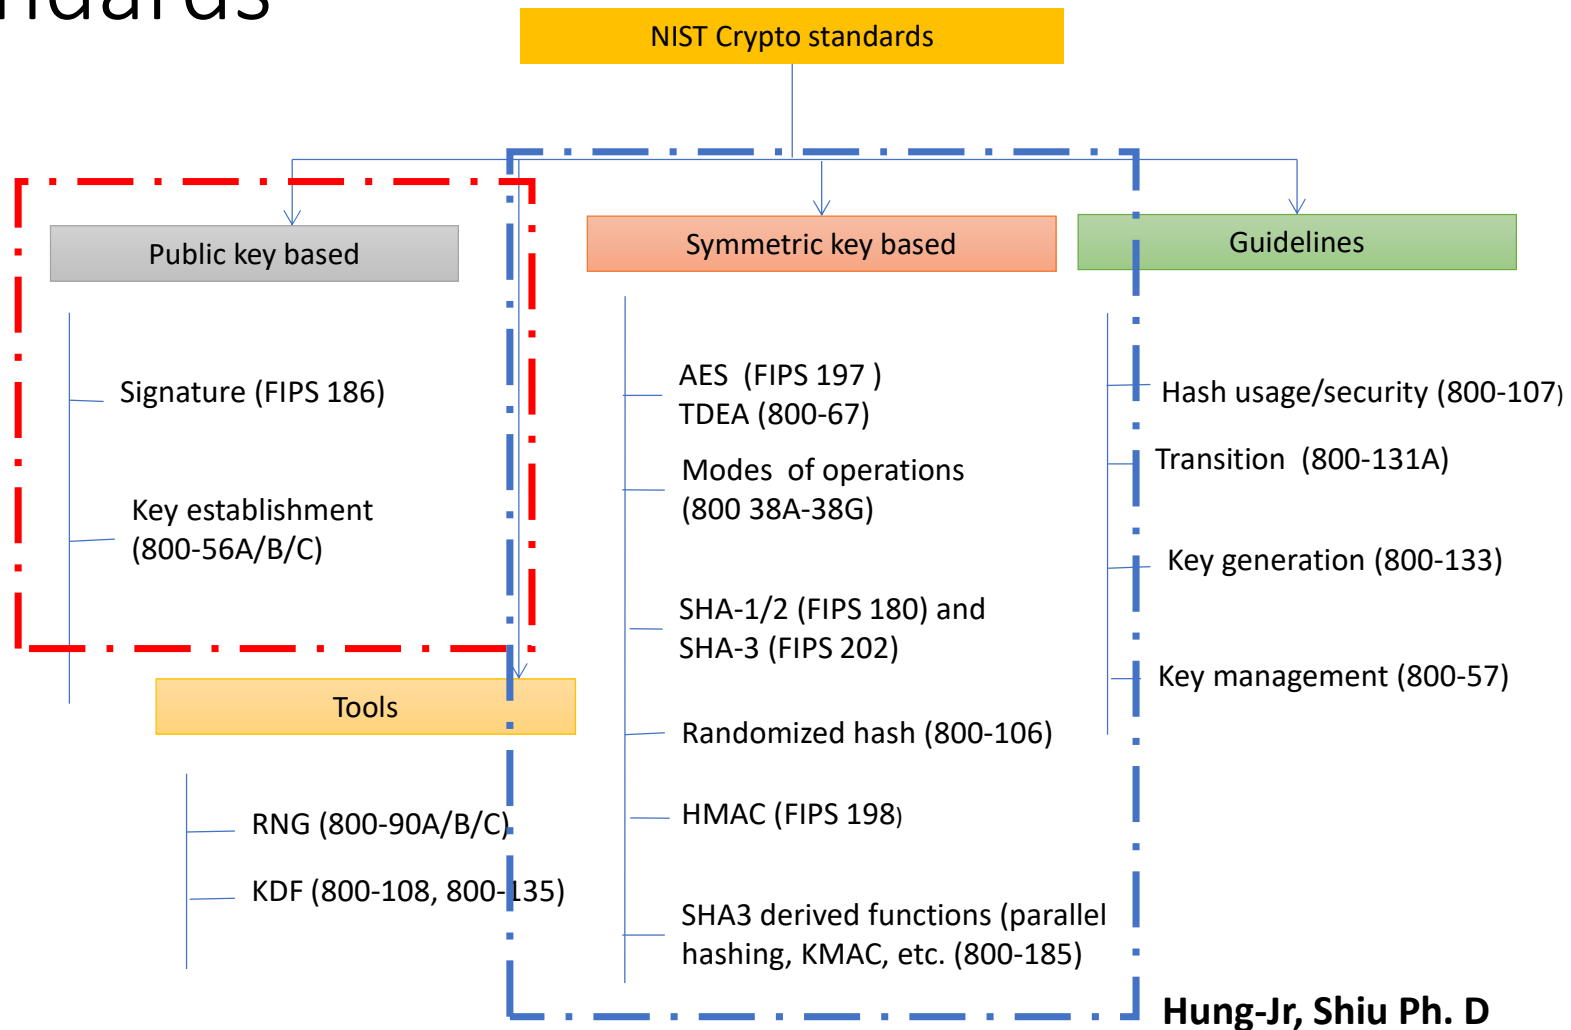 NIST Crypto standards
Public key based
Signature (FIPS 186)
Key establishment
(800-56A/B/C)
Tools
RNG (800-90A/B/C)
KDF (800-108, 800-135)
Symmetric key based
AES (FIPS 197 )
TDEA (800-67)
Modes of operations
(800 38A-38G)
SHA-1/2 (FIPS 180) and
SHA-3 (FIPS 202)
Randomized hash (800-106)
HMAC (FIPS 198)
SHA3 derived functions (parallel
hashing, KMAC, etc. (800-185)
Guidelines
Hash usage/security (800-107)
Transition (800-131A)
Key generation (800-133)
Key management (800-57)
Hung-Jr, Shiu Ph. D